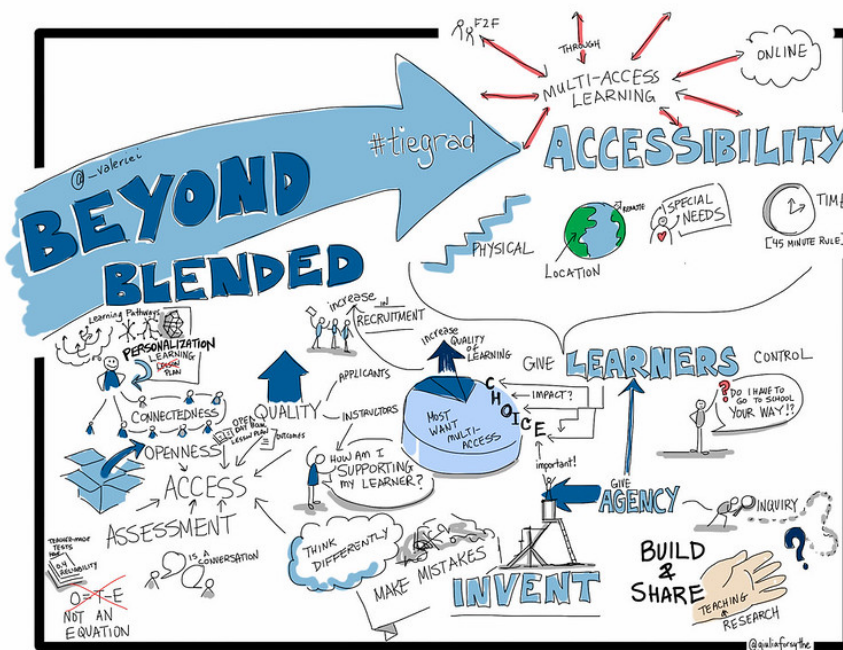 F2F
THROUGH
ONLINE
MULTI-ACCESS
LEARNING
#tiegrad
ACCESSIBILITY
@_valeriei
BEYOND
BLENDED
PHYSICAL
LOCATION
REMOTE
SPECIAL
NEEDS
TIME
[45 MINUTE RULE]
Learning Pathways
PERSONALIZATION
LEARNING
PLAN
CONNECTEDNESS
OPENNESS
ACCESS
ASSESSMENT
increase IN
RECRUITMENT
QUALITY
APPLICANTS
INSTRUCTORS
OUTCOMES
OPEN
LESSON PLAN
HOW AM I
SUPPORTING
MY LEARNER?
increase
QUALITY
OF
LEARNING
MOST
WANT
MULTI-
ACCESS
CHOICE
IMPACT?
important!
GIVE LEARNERS CONTROL
?
DO I HAVE TO
GO TO SCHOOL
YOUR WAY!?
GIVE
AGENCY
INQUIRY
?
TEACHER-MADE
TESTS
0.4
RELIABILITY
IS A
CONVERSATION
O=T-E
NOT AN
EQUATION
THINK
DIFFERENTLY
MAKE MISTAKES
INVENT
BUILD
&
SHARE
TEACHING
RESEARCH
@giuliaforsythe